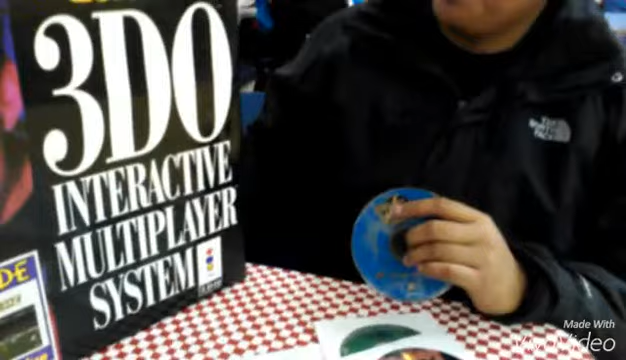 3DO
INTERACTIVE
MULTIPLAYER
SYSTEM
THE
NORTH
FACE
Made With
VivaVideo